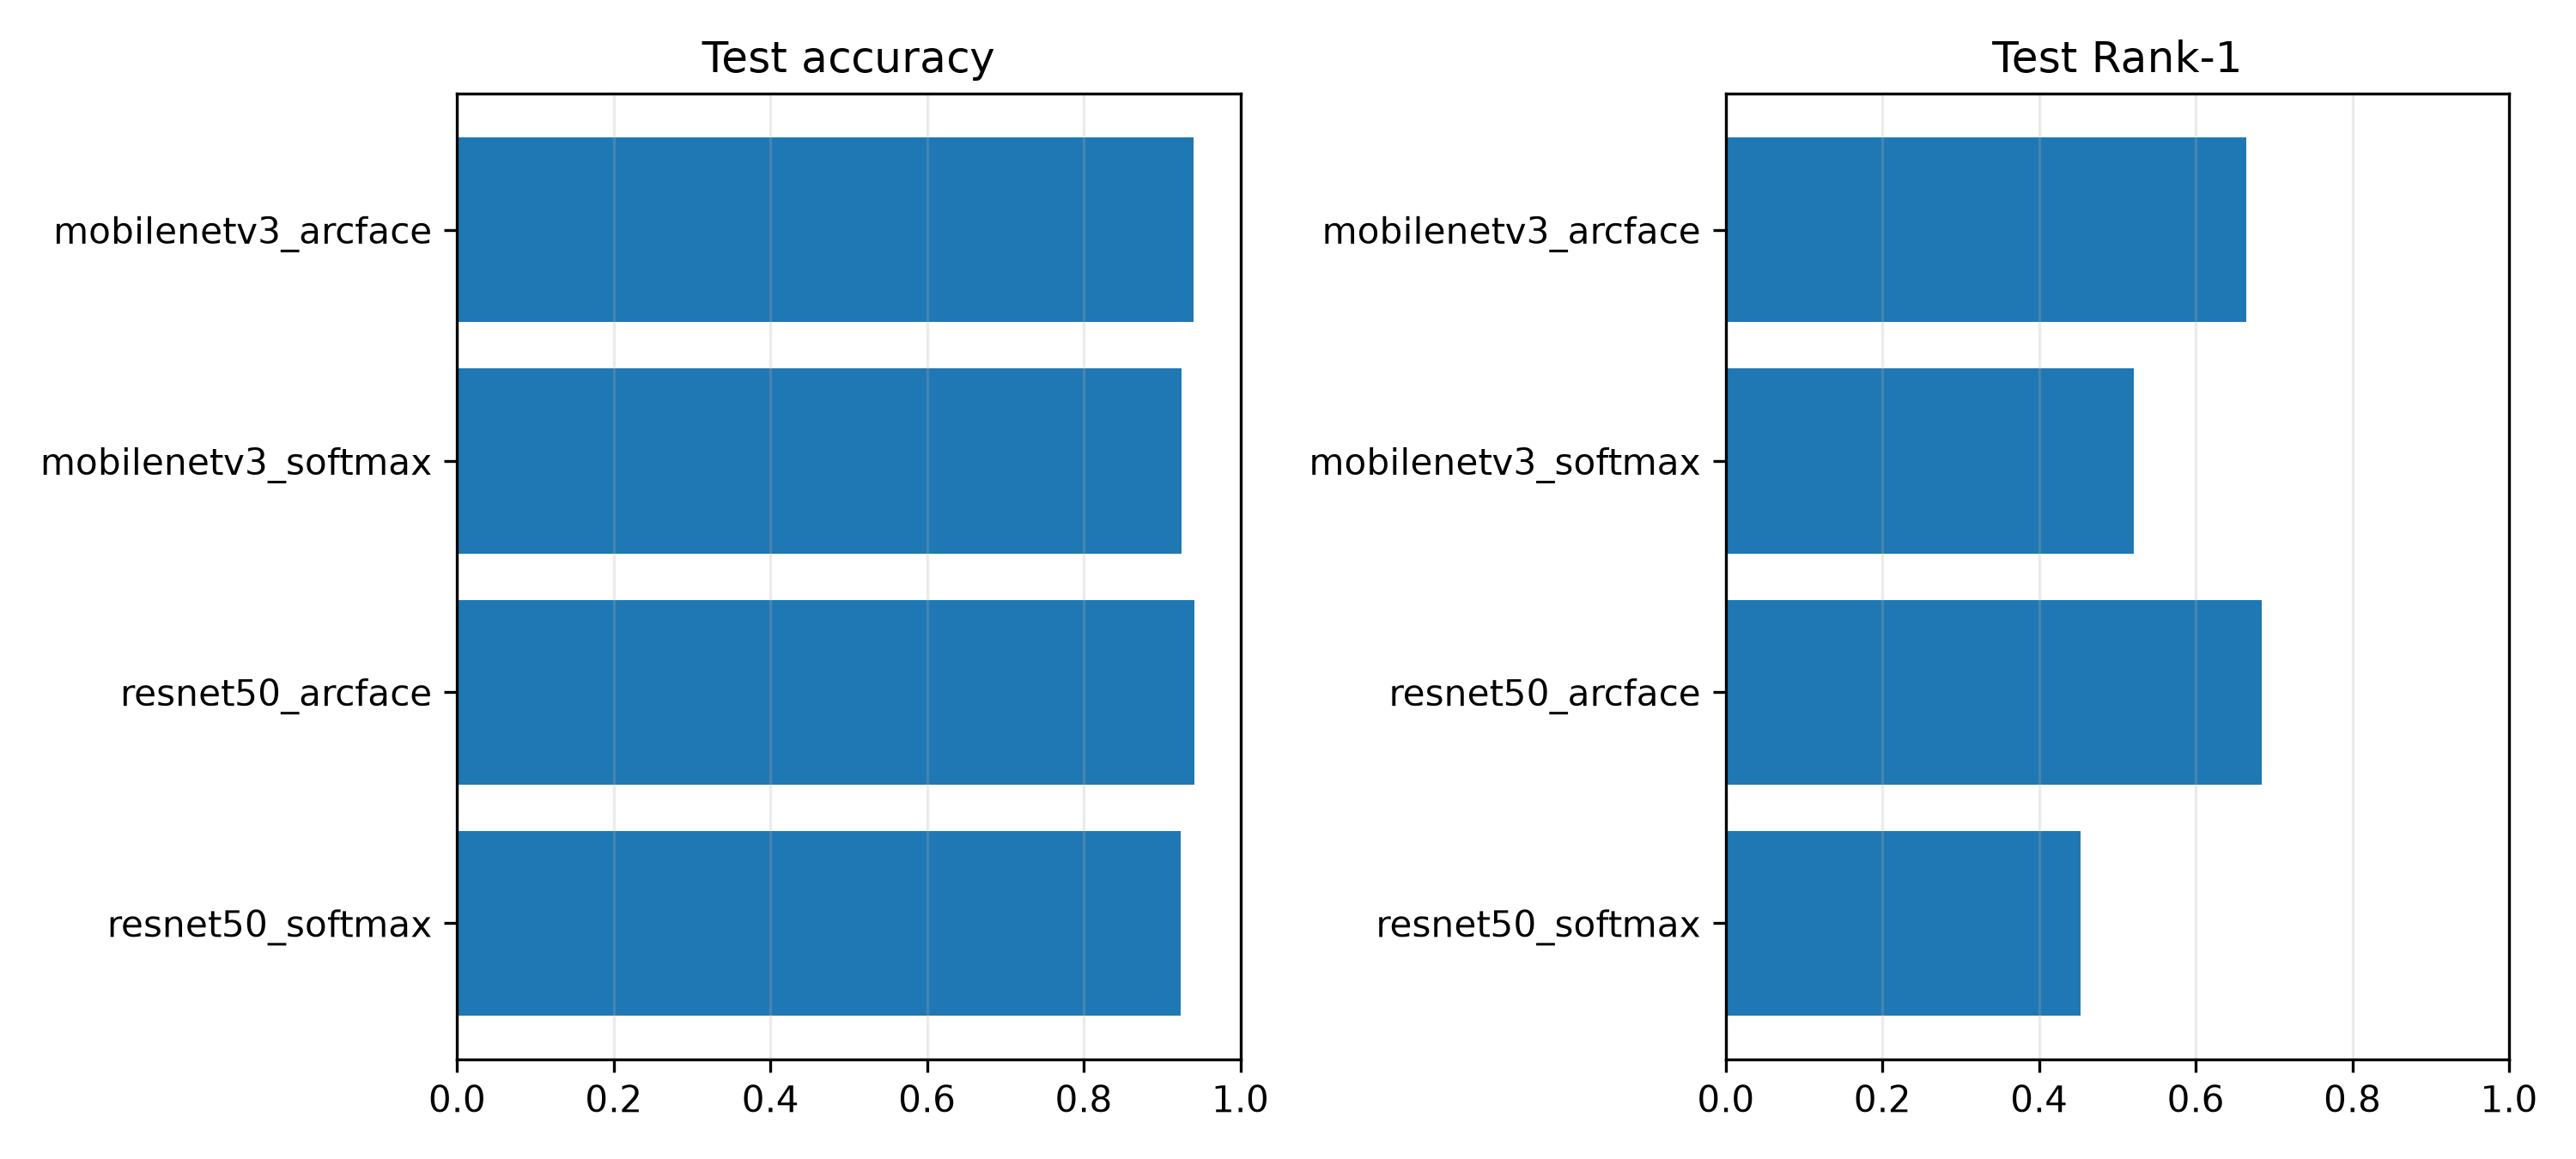 Test accuracy
mobilenetv3_arcface
mobilenetv3_softmax
resnet50_arcface
resnet50_softmax
0.0 0.2 0.4 0.6 0.8 1.0
Test Rank-1
mobilenetv3_arcface
mobilenetv3_softmax
resnet50_arcface
resnet50_softmax
0.0 0.2 0.4 0.6 0.8 1.0